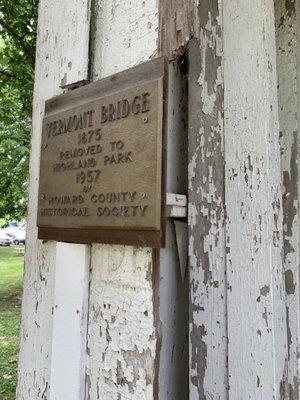 VERMONT BRIDGE
1875
REMOVED TO
HIGHLAND PARK
1957
BY
HOWARD COUNTY
HISTORICAL SOCIETY